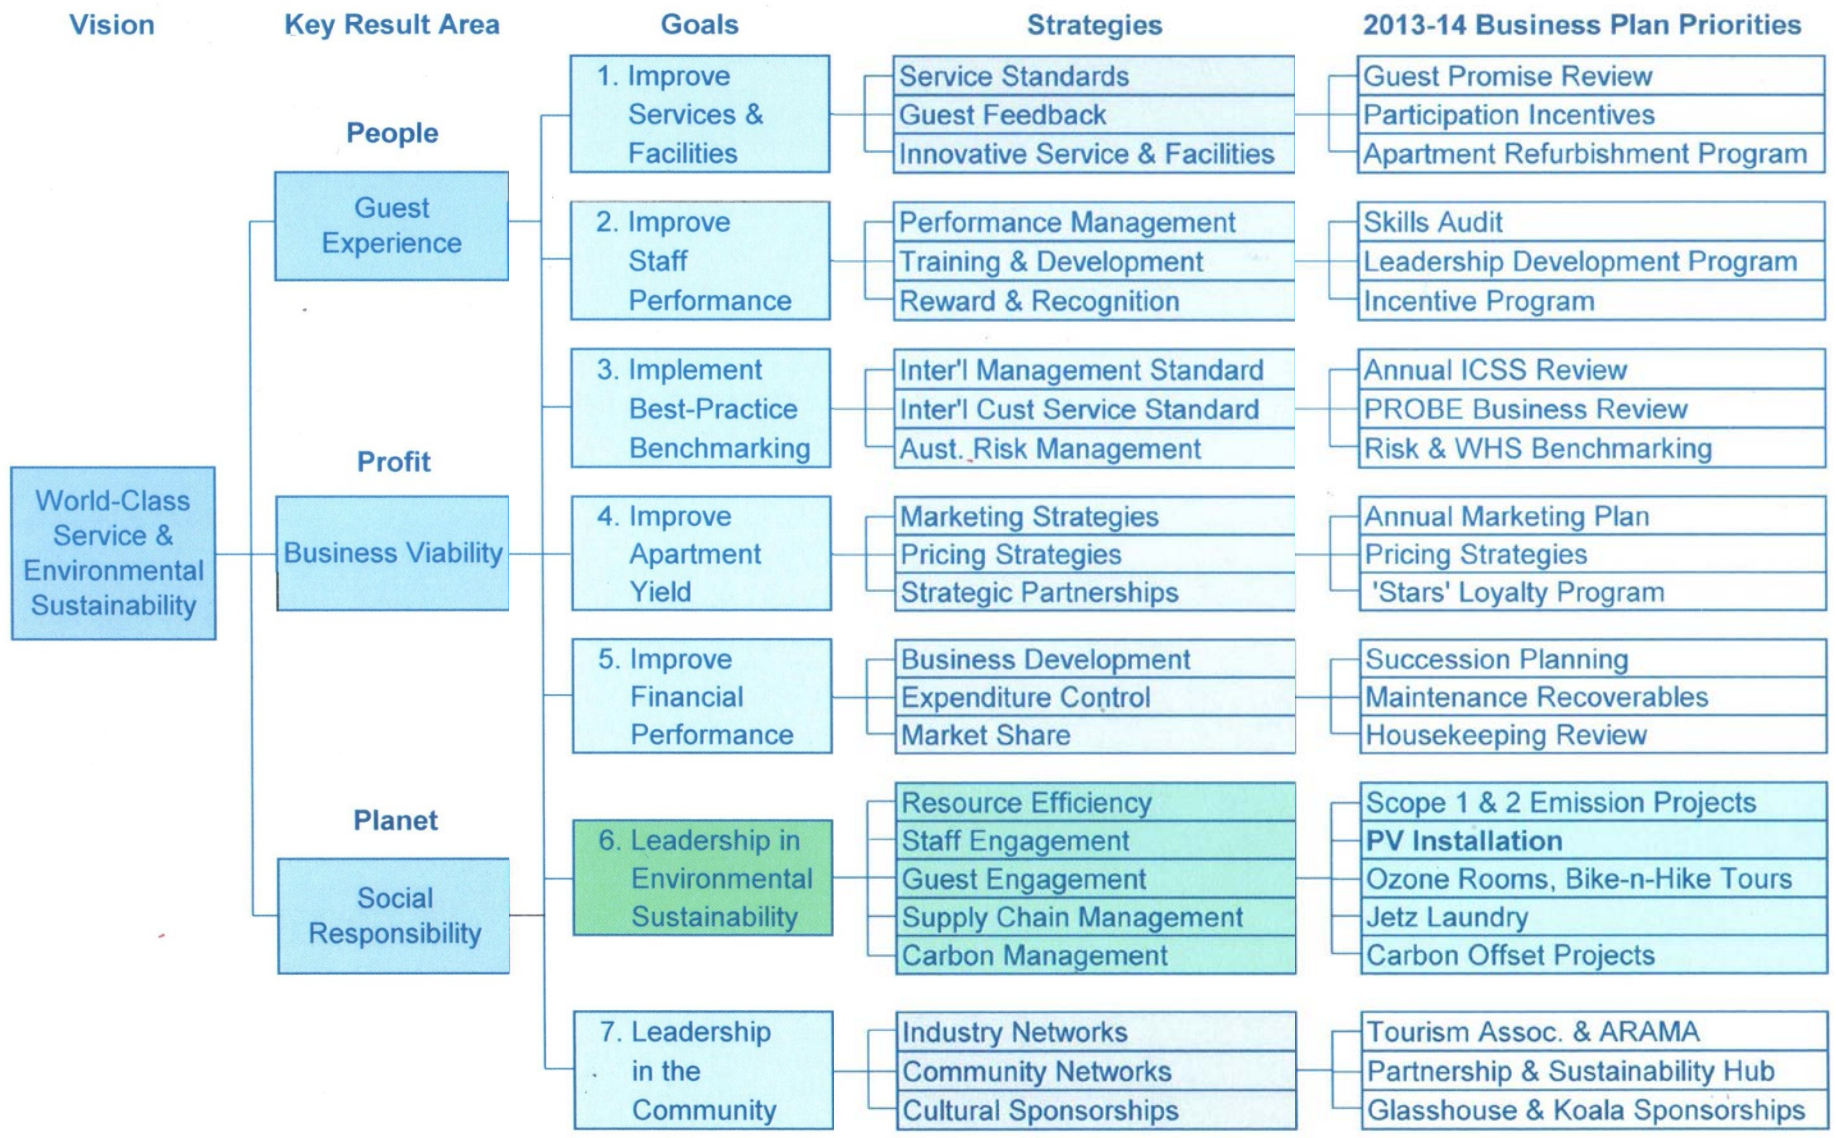 Vision
Key Result Area
Goals
Strategies
2013-14 Business Plan Priorities
World-Class
Service &
Environmental
Sustainability
People
Guest
Experience
Profit
Business Viability
Planet
Social
Responsibility
1. Improve
Services &
Facilities
Service Standards
Guest Feedback
Innovative Service & Facilities
Guest Promise Review
Participation Incentives
Apartment Refurbishment Program
2. Improve
Staff
Performance
Performance Management
Training & Development
Reward & Recognition
Skills Audit
Leadership Development Program
Incentive Program
3. Implement
Best-Practice
Benchmarking
Inter'l Management Standard
Inter'l Cust Service Standard
Aust. Risk Management
Annual ICSS Review
PROBE Business Review
Risk & WHS Benchmarking
4. Improve
Apartment
Yield
Marketing Strategies
Pricing Strategies
Strategic Partnerships
Annual Marketing Plan
Pricing Strategies
'Stars' Loyalty Program
5. Improve
Financial
Performance
Business Development
Expenditure Control
Market Share
Succession Planning
Maintenance Recoverables
Housekeeping Review
6. Leadership in
Environmental
Sustainability
Resource Efficiency
Staff Engagement
Guest Engagement
Supply Chain Management
Carbon Management
Scope 1 & 2 Emission Projects
PV Installation
Ozone Rooms, Bike-n-Hike Tours
Jetz Laundry
Carbon Offset Projects
7. Leadership
in the
Community
Industry Networks
Community Networks
Cultural Sponsorships
Tourism Assoc. & ARAMA
Partnership & Sustainability Hub
Glasshouse & Koala Sponsorships